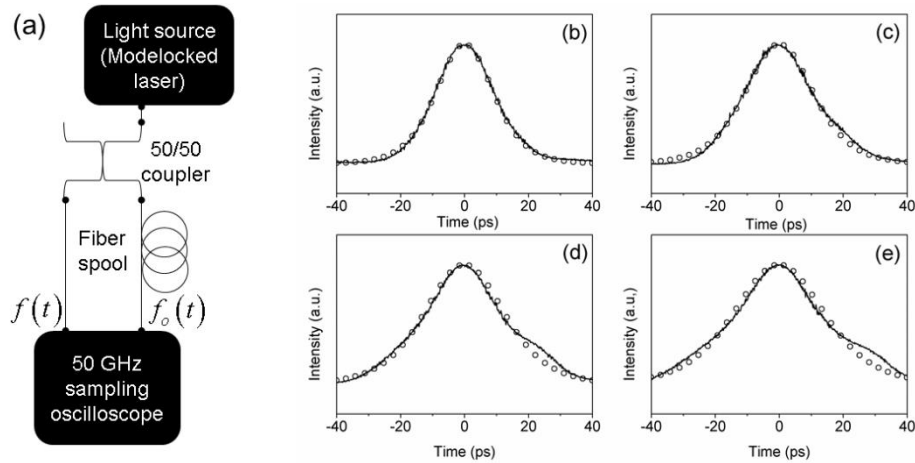 (a)
Light source
(Modelocked
laser)
50/50
coupler
Fiber
spool
f(t)
f_o(t)
50 GHz
sampling
oscilloscope
(b)
Intensity (a.u.)
-40 -20 0 20 40
Time (ps)
(c)
Intensity (a.u.)
-40 -20 0 20 40
Time (ps)
(d)
Intensity (a.u.)
-40 -20 0 20 40
Time (ps)
(e)
Intensity (a.u.)
-40 -20 0 20 40
Time (ps)